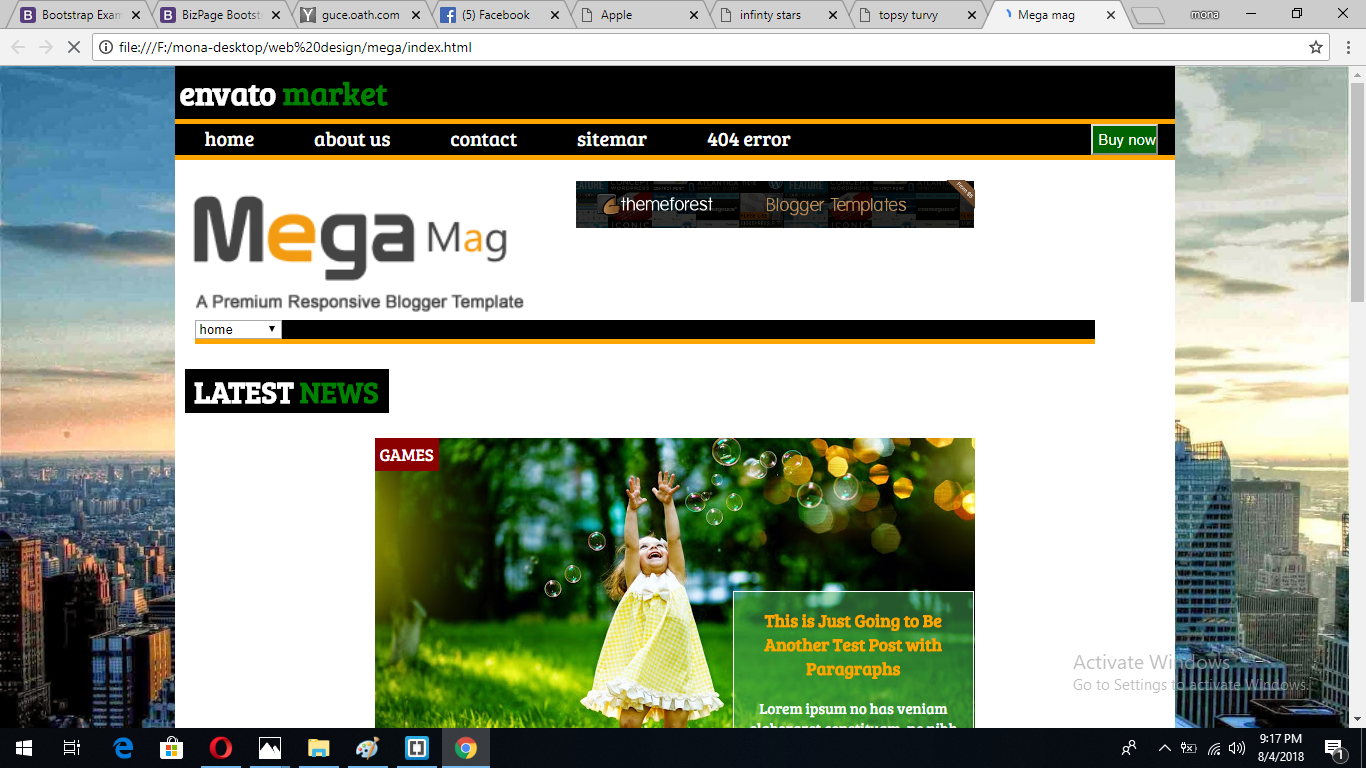 Bootstrap Exam
BizPage Bootst
guce.oath.com
(5) Facebook
Apple
infinty stars
topsy turvy
Mega mag
mona
file:///F:/mona-desktop/web%20design/mega/index.html
envato market
home about us contact sitemar 404 error Buy now
themeforest Blogger Templates
Mega Mag
A Premium Responsive Blogger Template
home
LATEST NEWS
GAMES
This is Just Going to Be
Another Test Post with
Paragraphs
Lorem ipsum no has veniam
Activate Windows
Go to Settings to activate Windows.
9:17 PM
8/4/2018
1